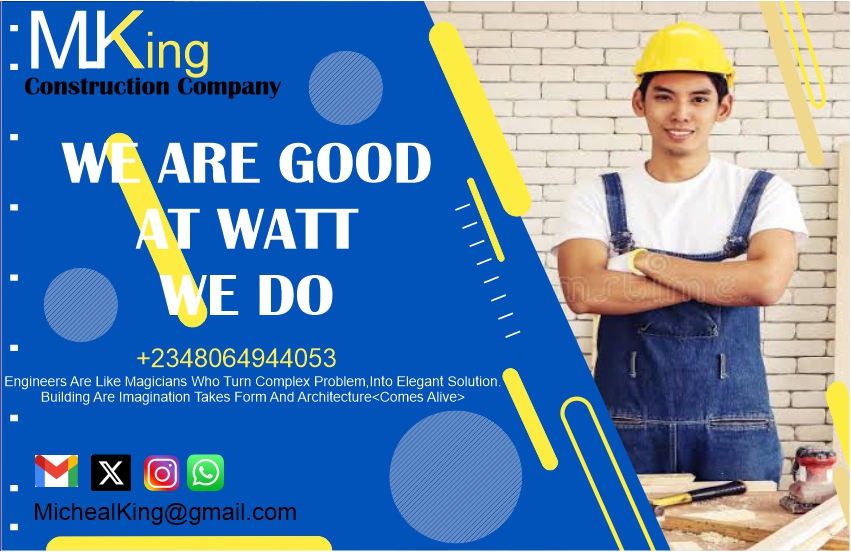 MKing
Construction Company
WE ARE GOOD
AT WATT
WE DO
+2348064944053
Engineers Are Like Magicians Who Turn Complex Problem,Into Elegant Solution.
Building Are Imagination Takes Form And Architecture<Comes Alive>
MichealKing@gmail.com